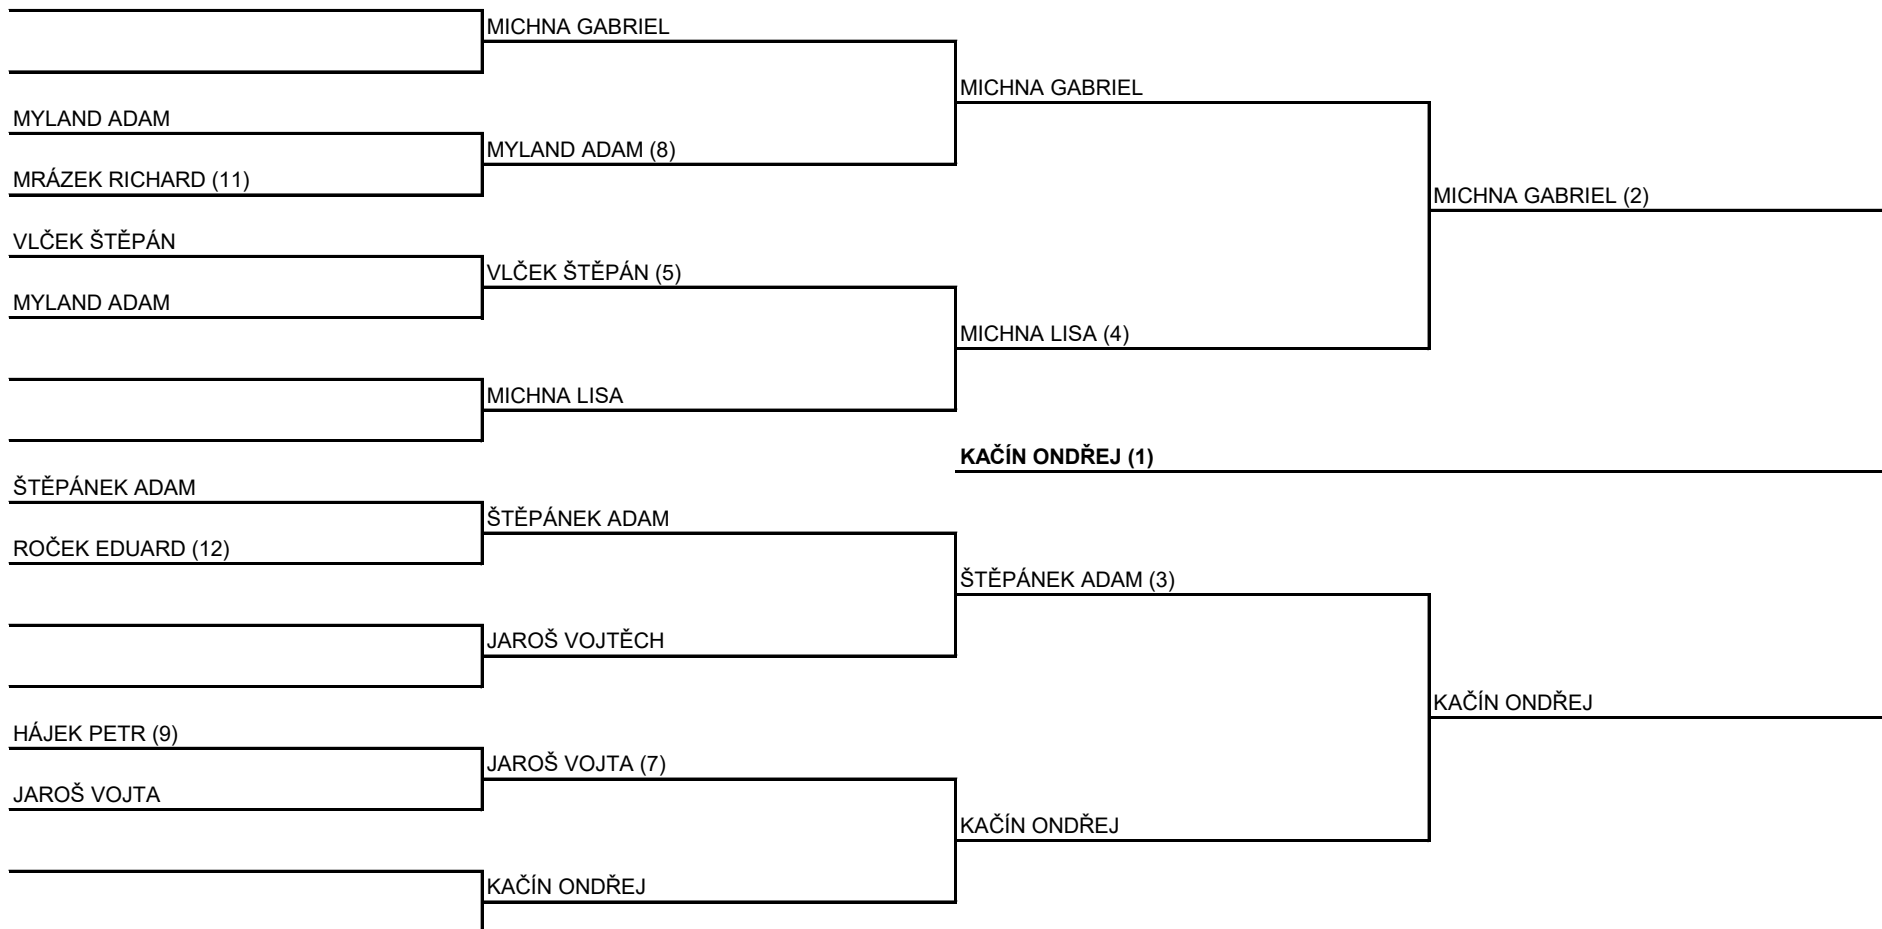 MICHNA GABRIEL
MICHNA GABRIEL
MYLAND ADAM
MYLAND ADAM (8)
MRÁZEK RICHARD (11)
MICHNA GABRIEL (2)
VLČEK ŠTĚPÁN
VLČEK ŠTĚPÁN (5)
MYLAND ADAM
MICHNA LISA (4)
MICHNA LISA
KAČÍN ONDŘEJ (1)
ŠTĚPÁNEK ADAM
ŠTĚPÁNEK ADAM
ROČEK EDUARD (12)
ŠTĚPÁNEK ADAM (3)
JAROŠ VOJTĚCH
KAČÍN ONDŘEJ
HÁJEK PETR (9)
JAROŠ VOJTA (7)
JAROŠ VOJTA
KAČÍN ONDŘEJ
KAČÍN ONDŘEJ